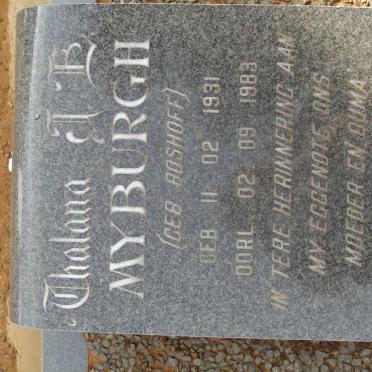 Thalana J E
MYBURGH
(GEB BOSHOFF)
GEB 11 02 1931
OORL 02 09 1983
IN TERE HERINNERING AAN
MY EGGENOTE, ONS
MOEDER EN OUMA